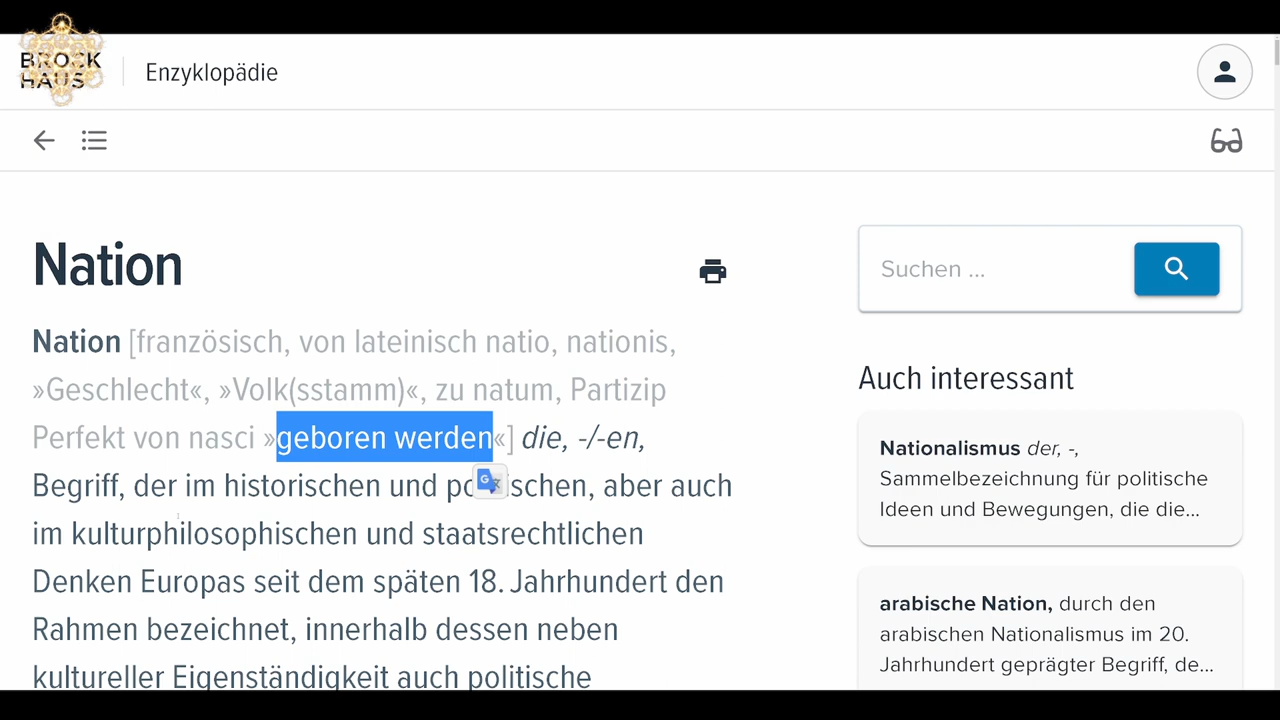 BROCK
HAUS
Enzyklopädie
Nation
Nation [französisch, von lateinisch natio, nationis,
»Geschlecht«, »Volk(sstamm)«, zu natum, Partizip
Perfekt von nasci »geboren werden«] die, -/-en,
Begriff, der im historischen und po schen, aber auch
im kulturphilosophischen und staatsrechtlichen
Denken Europas seit dem späten 18. Jahrhundert den
Rahmen bezeichnet, innerhalb dessen neben
kultureller Eigenständigkeit auch politische
Suchen ...
Auch interessant
Nationalismus der, -,
Sammelbezeichnung für politische
Ideen und Bewegungen, die die...
arabische Nation, durch den
arabischen Nationalismus im 20.
Jahrhundert geprägter Begriff, de...